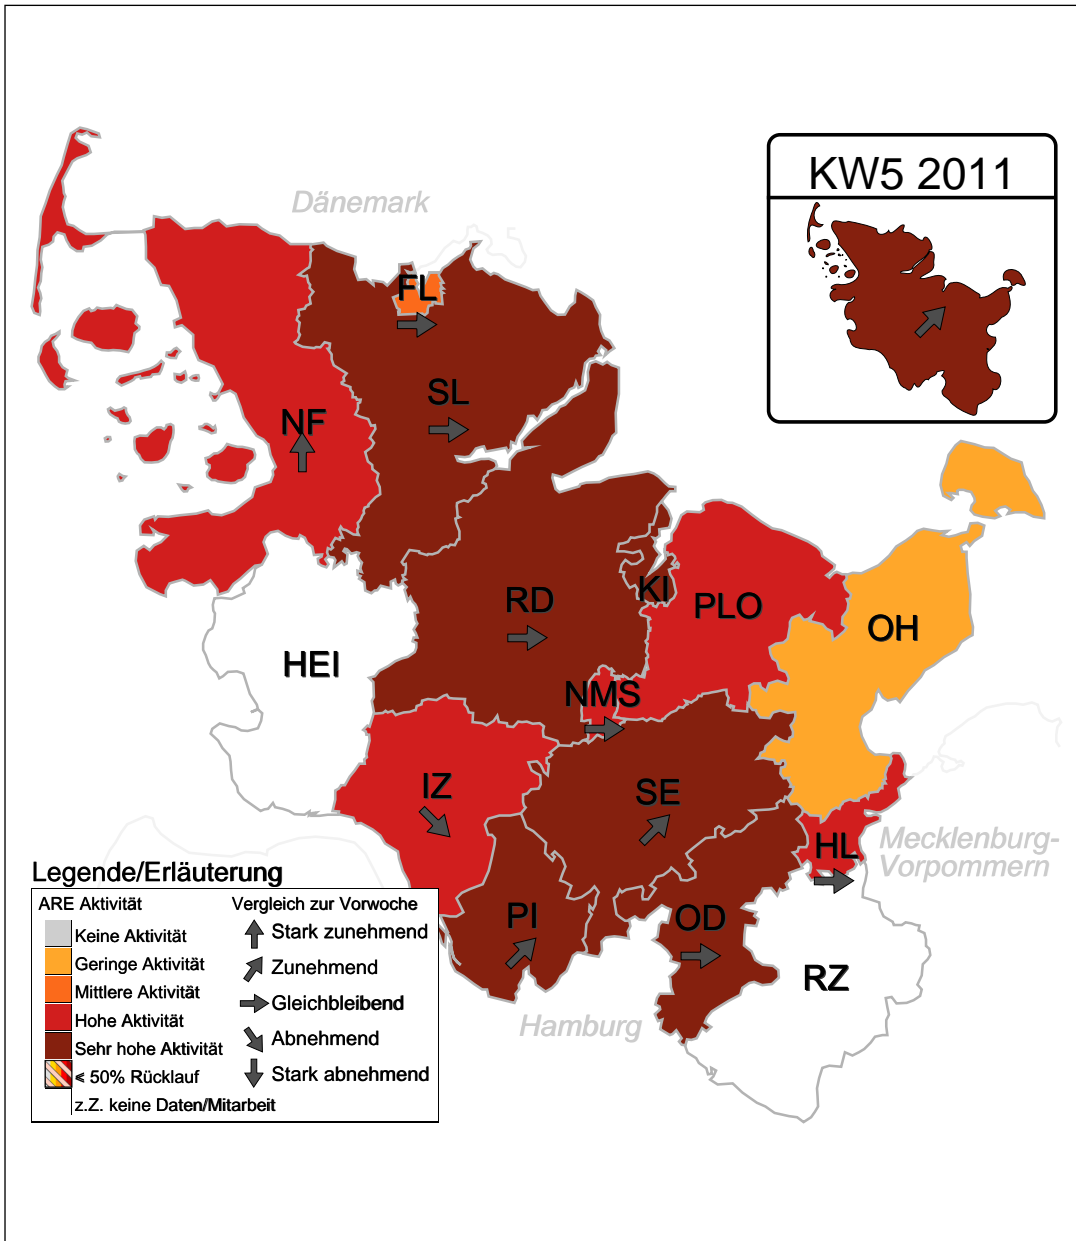 KW5 2011
Dänemark
FL
SL
NF
KI
RD
PLO
OH
HEI
NMS
IZ
SE
HL
Mecklenburg-
Vorpommern
PI
OD
RZ
Hamburg
Legende/Erläuterung
ARE Aktivität
Keine Aktivität
Geringe Aktivität
Mittlere Aktivität
Hohe Aktivität
Sehr hohe Aktivität
< 50% Rücklauf
z.Z. keine Daten/Mitarbeit
Vergleich zur Vorwoche
Stark zunehmend
Zunehmend
Gleichbleibend
Abnehmend
Stark abnehmend